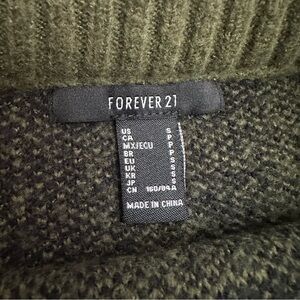 FOREVER 21
US S
CA P
MX/ECU P
BR P
EU S
UK S
KR S
JP S
CN 160/84A
MADE IN CHINA